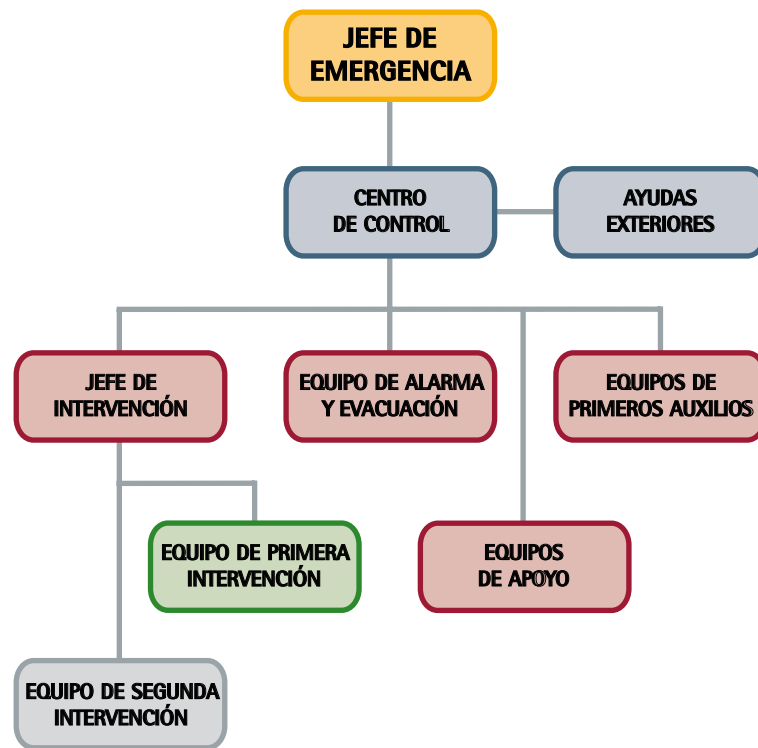 JEFE DE
EMERGENCIA
CENTRO
DE CONTROL
AYUDAS
EXTERIORES
JEFE DE
INTERVENCIÓN
EQUIPO DE ALARMA
Y EVACUACIÓN
EQUIPOS DE
PRIMEROS AUXILIOS
EQUIPO DE PRIMERA
INTERVENCIÓN
EQUIPOS
DE APOYO
EQUIPO DE SEGUNDA
INTERVENCIÓN